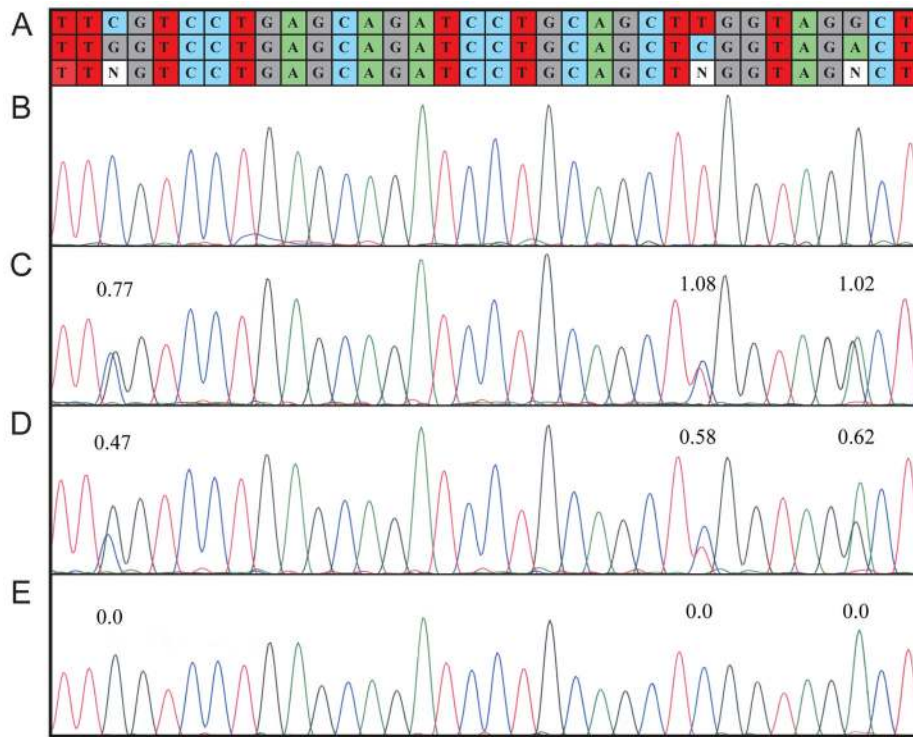 A
T T C G T C C T G A G C A G A T C C T G C A G C T T G G T A G G C T
T T G G T C C T G A G C A G A T C C T G C A G C T C G G T A G A C T
T T N G T C C T G A G C A G A T C C T G C A G C T N G G T A G N C T
B
C
0.77 1.08 1.02
D
0.47 0.58 0.62
E
0.0 0.0 0.0